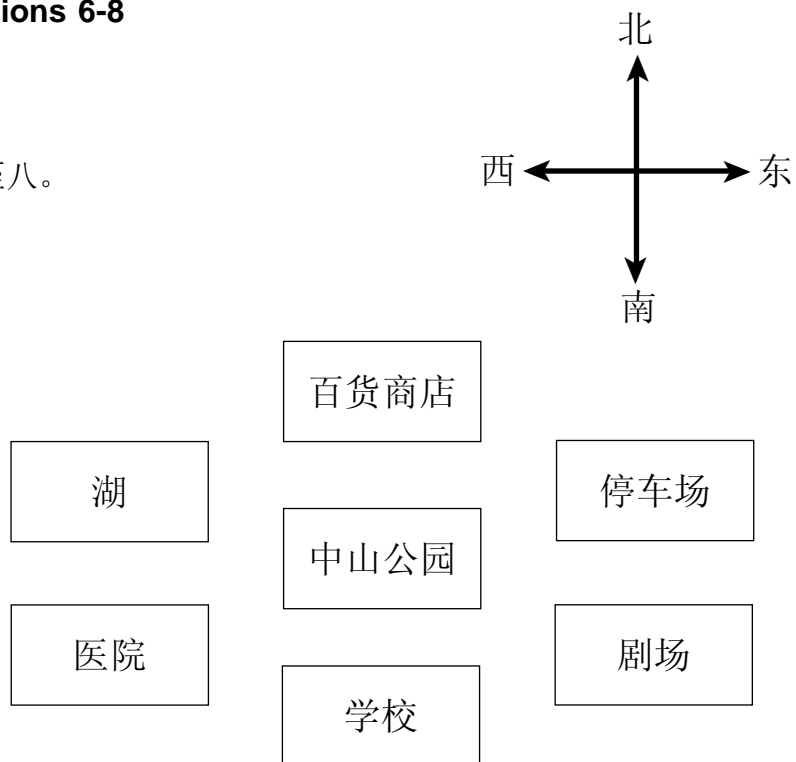 ions 6-8
北
八。
西 东
南
百货商店
湖 停车场
中山公园
医院 剧场
学校